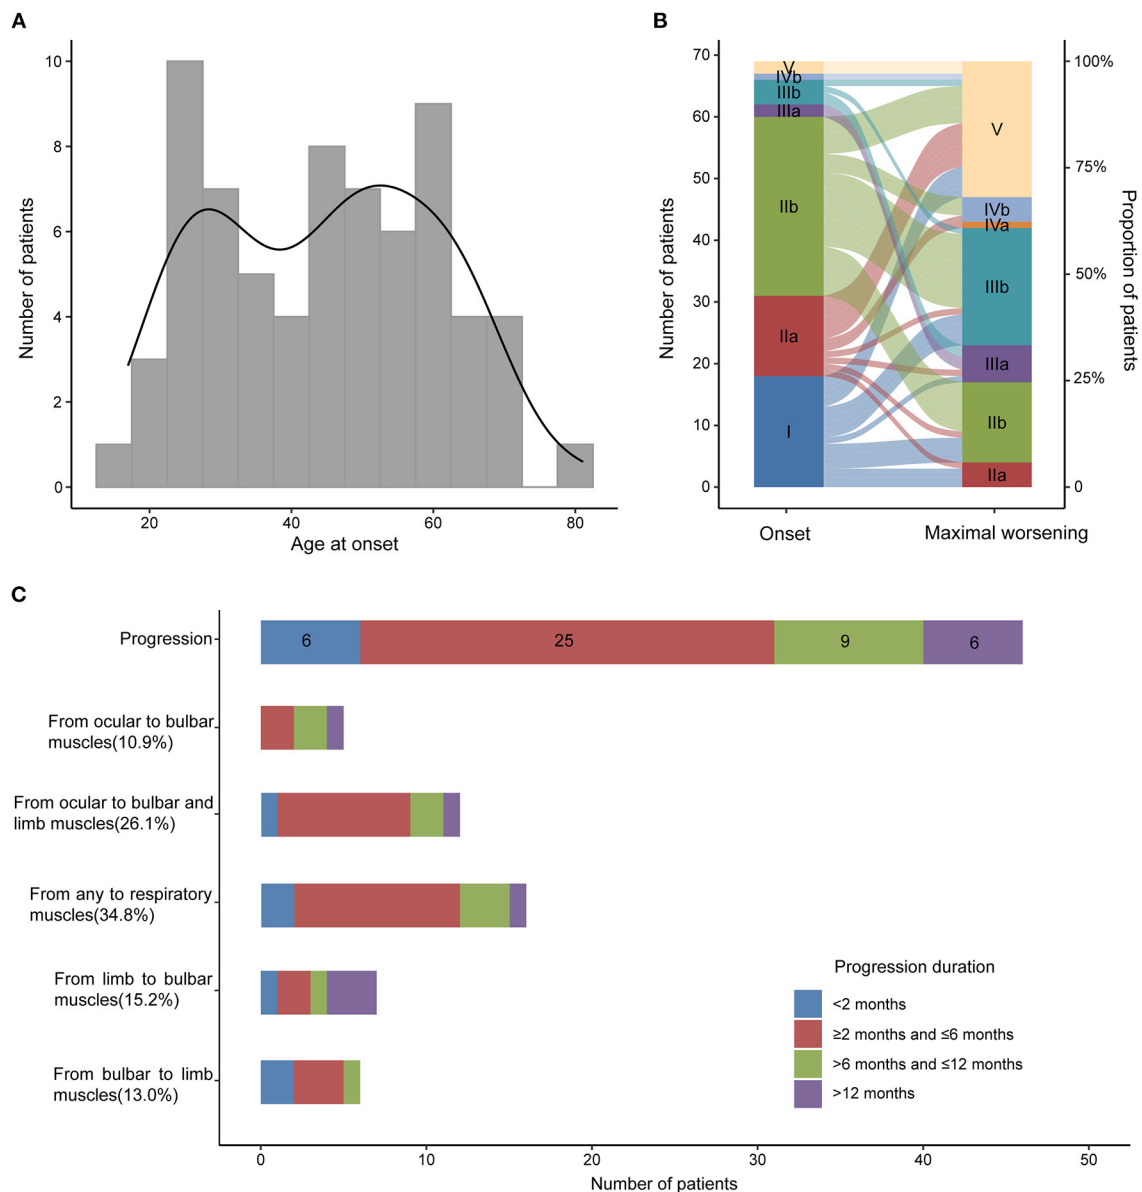 A
10
8
6
4
2
0
Number of patients
20
40
60
80
Age at onset
B
70
60
50
40
30
20
10
0
Number of patients
V
IVb
IIIb
IIIa
IIb
IIa
I
V
IVb
IVa
IIIb
IIIa
IIb
IIa
100%
75%
50%
25%
0
Proportion of patients
Onset
Maximal worsening
C
Progression
6
25
9
6
From ocular to bulbar
muscles(10.9%)
From ocular to bulbar and
limb muscles(26.1%)
From any to respiratory
muscles(34.8%)
From limb to bulbar
muscles(15.2%)
From bulbar to limb
muscles(13.0%)
Progression duration
<2 months
≥2 months and ≤6 months
>6 months and ≤12 months
>12 months
0
10
20
30
40
50
Number of patients